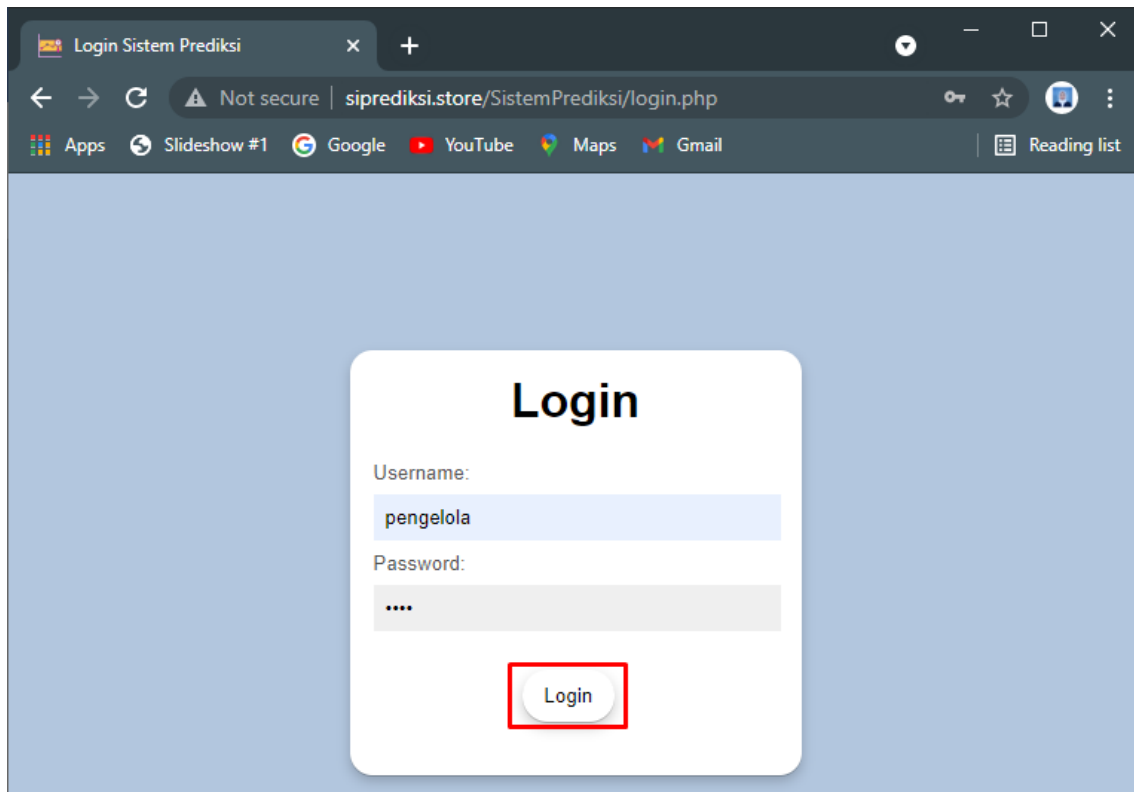 Login Sistem Prediksi
Not secure siprediksi.store/SistemPrediksi/login.php
Apps Slideshow #1 Google YouTube Maps Gmail Reading list
Login
Username:
pengelola
Password:
••••
Login